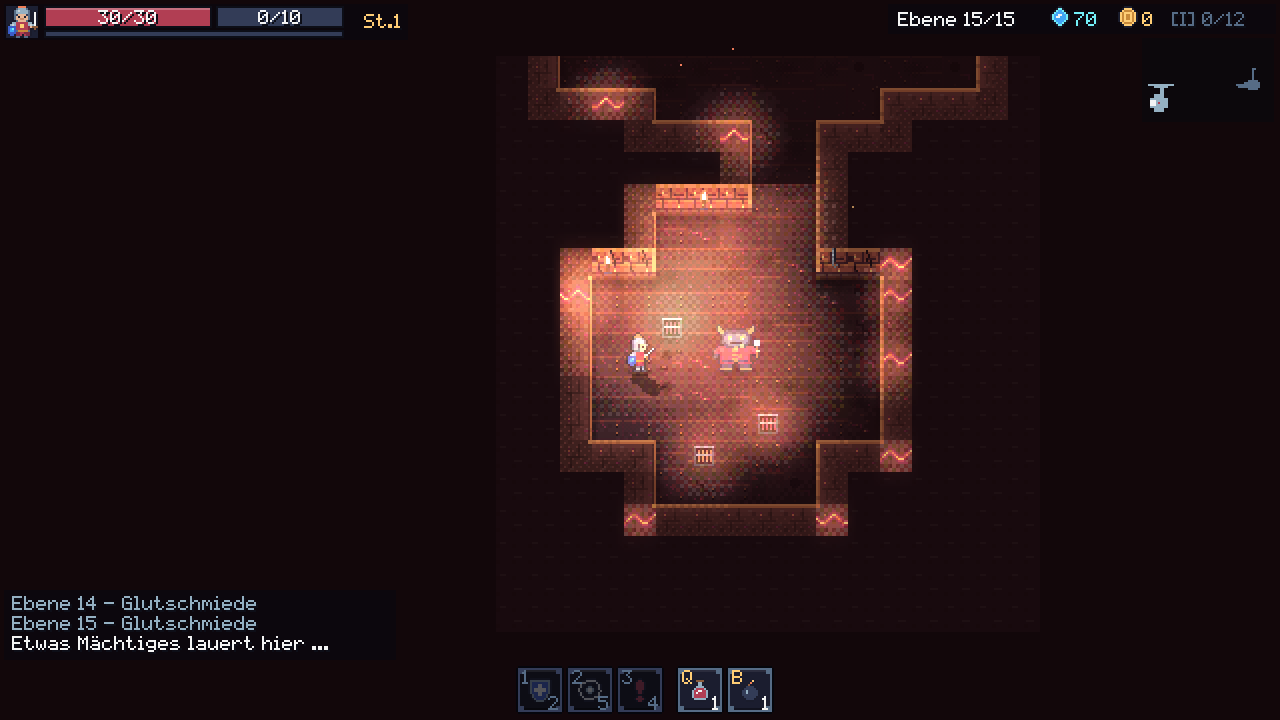 30/30
0/10
St.1
Ebene 15/15
70
0
[I] 0/12
Ebene 14 – Glutschmiede
Ebene 15 – Glutschmiede
Etwas Mächtiges lauert hier ...
1 2
2 5
3 4
Q 1
B 1